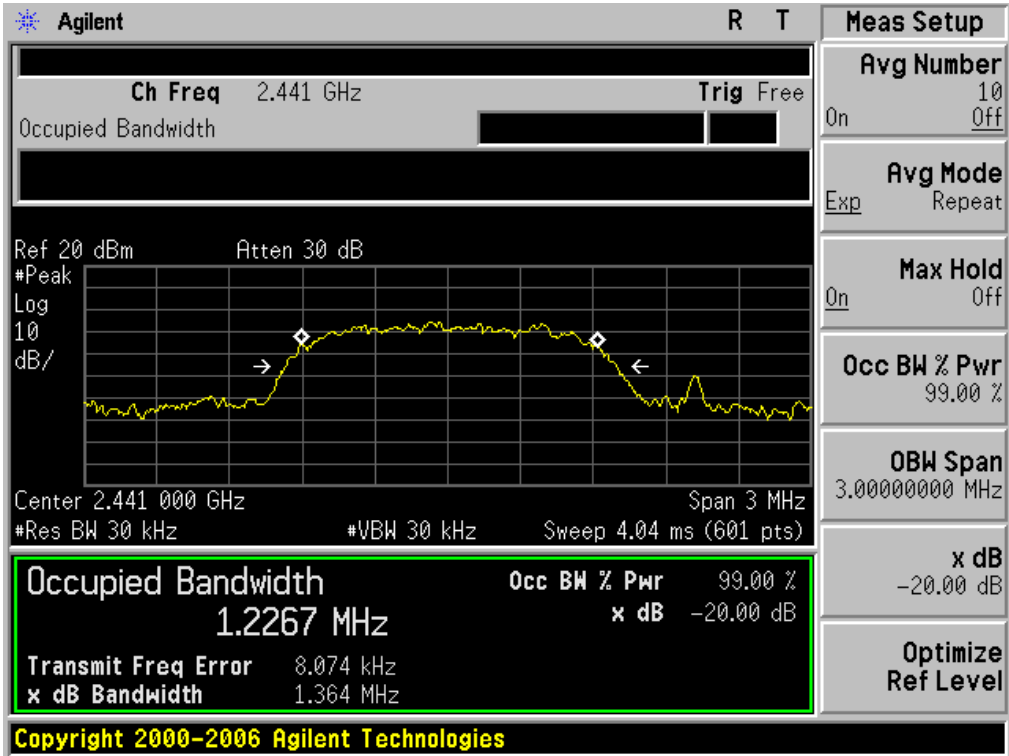 Agilent R T
Ch Freq 2.441 GHz Trig Free
Occupied Bandwidth
Ref 20 dBm Atten 30 dB
#Peak
Log
10
dB/
Center 2.441 000 GHz Span 3 MHz
#Res BW 30 kHz #VBW 30 kHz Sweep 4.04 ms (601 pts)
Occupied Bandwidth Occ BW % Pwr 99.00 %
1.2267 MHz x dB -20.00 dB
Transmit Freq Error 8.074 kHz
x dB Bandwidth 1.364 MHz
Copyright 2000-2006 Agilent Technologies
Meas Setup
Avg Number
10
On Off
Avg Mode
Exp Repeat
Max Hold
On Off
Occ BW % Pwr
99.00 %
OBW Span
3.00000000 MHz
x dB
-20.00 dB
Optimize
Ref Level